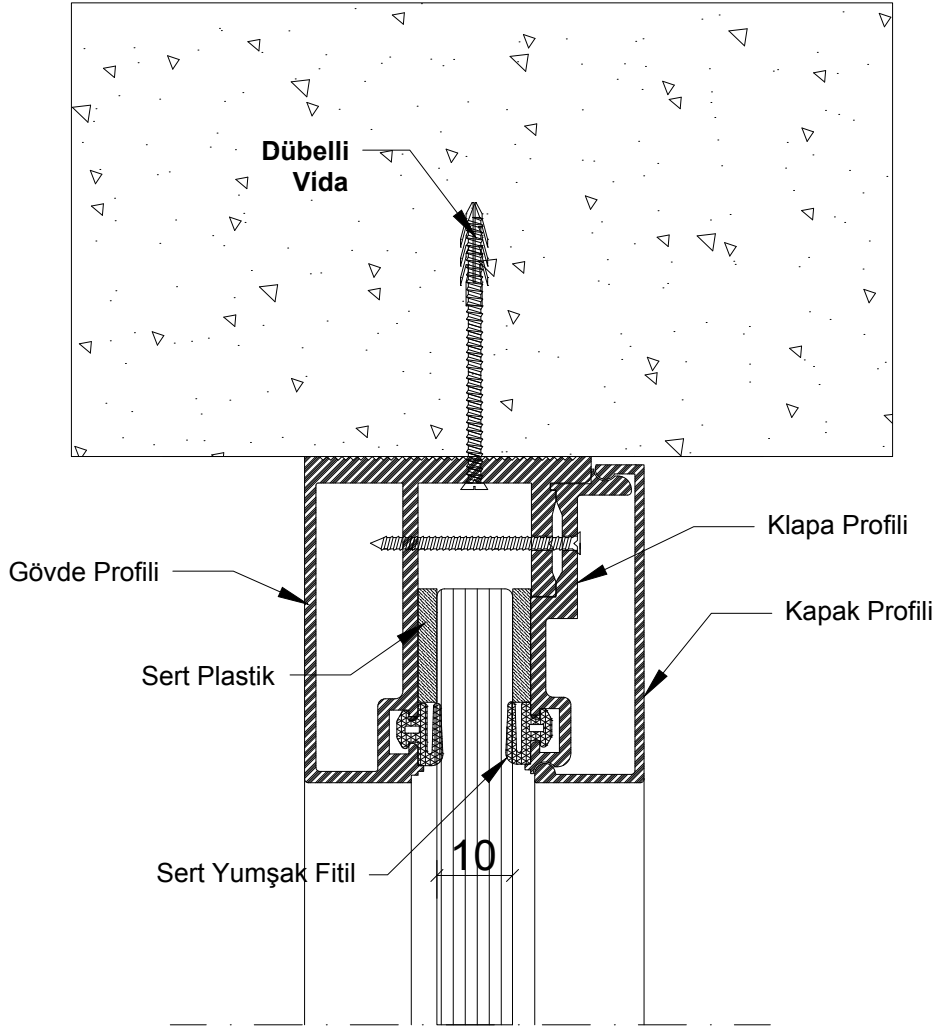 Dübelli
Vida
Klapa Profili
Gövde Profili
Kapak Profili
Sert Plastik
10
Sert Yumşak Fitil